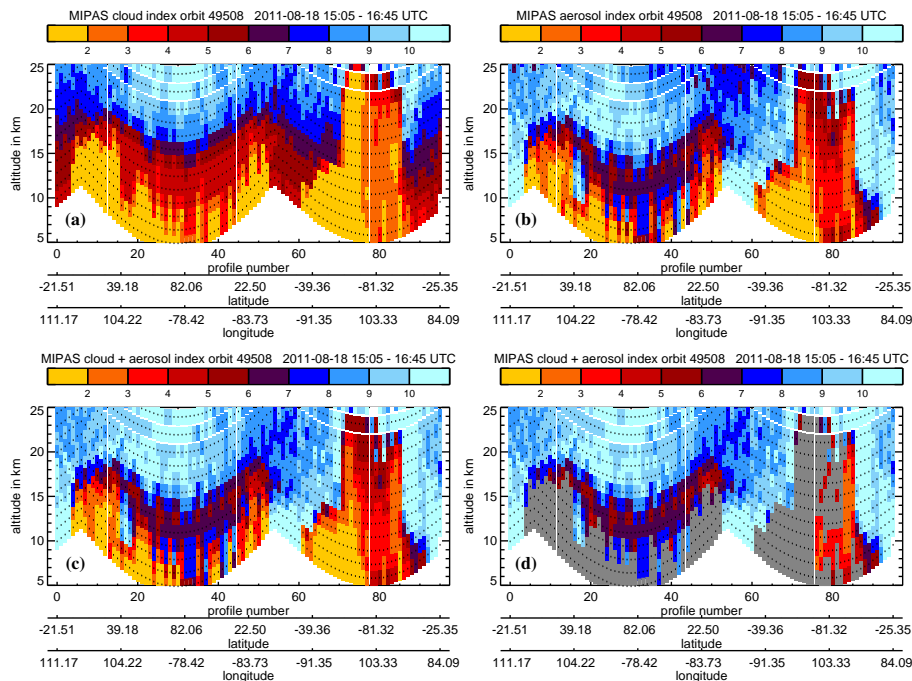 MIPAS cloud index orbit 49508 2011-08-18 15:05 - 16:45 UTC
2 3 4 5 6 7 8 9 10
25
20
15
10
5
altitude in km
(a)
0 20 40 60 80
profile number
-21.51 39.18 82.06 22.50 -39.36 -81.32 -25.35
latitude
111.17 104.22 -78.42 -83.73 -91.35 103.33 84.09
longitude
MIPAS aerosol index orbit 49508 2011-08-18 15:05 - 16:45 UTC
2 3 4 5 6 7 8 9 10
25
20
15
10
5
altitude in km
(b)
0 20 40 60 80
profile number
-21.51 39.18 82.06 22.50 -39.36 -81.32 -25.35
latitude
111.17 104.22 -78.42 -83.73 -91.35 103.33 84.09
longitude
MIPAS cloud + aerosol index orbit 49508 2011-08-18 15:05 - 16:45 UTC
2 3 4 5 6 7 8 9 10
25
20
15
10
5
altitude in km
(c)
0 20 40 60 80
profile number
-21.51 39.18 82.06 22.50 -39.36 -81.32 -25.35
latitude
111.17 104.22 -78.42 -83.73 -91.35 103.33 84.09
longitude
MIPAS cloud + aerosol index orbit 49508 2011-08-18 15:05 - 16:45 UTC
2 3 4 5 6 7 8 9 10
25
20
15
10
5
altitude in km
(d)
0 20 40 60 80
profile number
-21.51 39.18 82.06 22.50 -39.36 -81.32 -25.35
latitude
111.17 104.22 -78.42 -83.73 -91.35 103.33 84.09
longitude